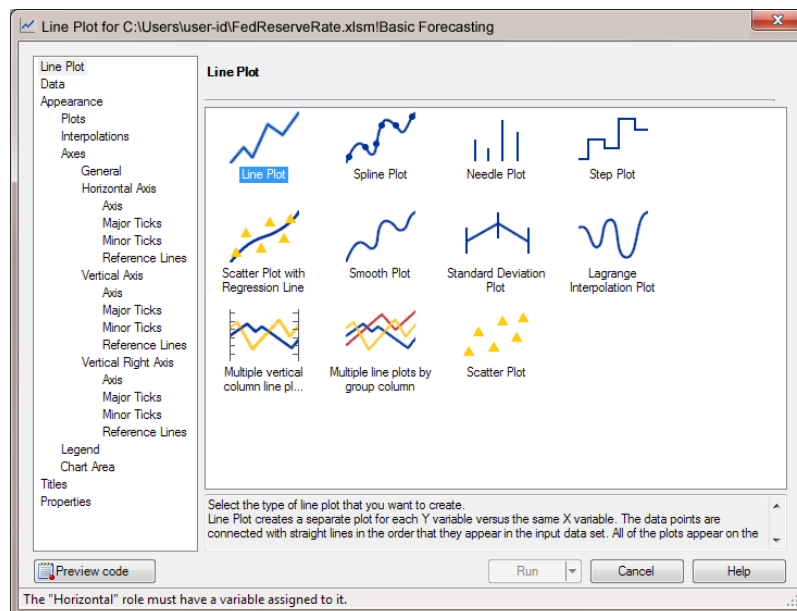 Line Plot for C:\Users\user-id\FedReserveRate.xlsm!Basic Forecasting
x
Line Plot
Data
Appearance
Plots
Interpolations
Axes
General
Horizontal Axis
Axis
Major Ticks
Minor Ticks
Reference Lines
Vertical Axis
Axis
Major Ticks
Minor Ticks
Reference Lines
Vertical Right Axis
Axis
Major Ticks
Minor Ticks
Reference Lines
Legend
Chart Area
Titles
Properties
Line Plot
Line Plot
Spline Plot
Needle Plot
Step Plot
Scatter Plot with
Regression Line
Smooth Plot
Standard Deviation
Plot
Lagrange
Interpolation Plot
Multiple vertical
column line pl...
Multiple line plots by
group column
Scatter Plot
Select the type of line plot that you want to create.
Line Plot creates a separate plot for each Y variable versus the same X variable. The data points are
connected with straight lines in the order that they appear in the input data set. All of the plots appear on the
Preview code
Run
Cancel
Help
The "Horizontal" role must have a variable assigned to it.